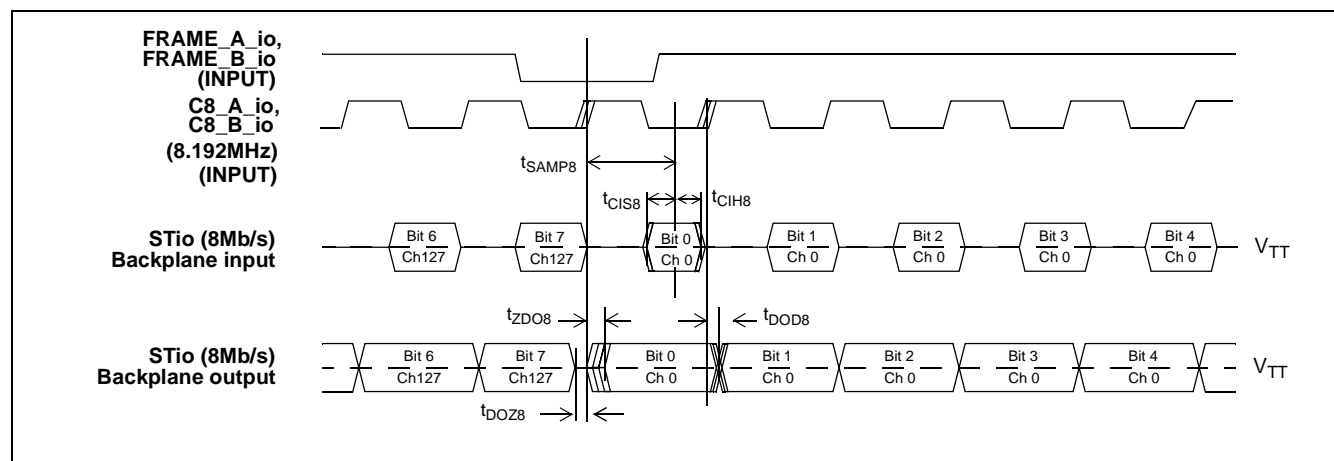 FRAME_A_io,
FRAME_B_io
(INPUT)
C8_A_io,
C8_B_io
(8.192MHz)
(INPUT)
tSAMP8
tCIS8
tCIH8
STio (8Mb/s)
Backplane input
Bit 6
Ch127
Bit 7
Ch127
Bit 0
Ch 0
Bit 1
Ch 0
Bit 2
Ch 0
Bit 3
Ch 0
Bit 4
Ch 0
VTT
tZDO8
tDOD8
STio (8Mb/s)
Backplane output
Bit 6
Ch127
Bit 7
Ch127
Bit 0
Ch 0
Bit 1
Ch 0
Bit 2
Ch 0
Bit 3
Ch 0
Bit 4
Ch 0
VTT
tDOZ8